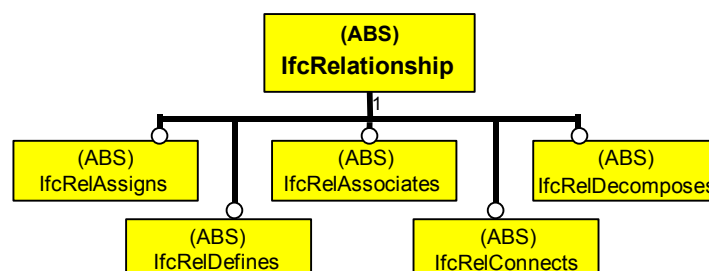 (ABS)
IfcRelationship
1
(ABS)
IfcRelAssigns
(ABS)
IfcRelAssociates
(ABS)
IfcRelDecomposes
(ABS)
IfcRelDefines
(ABS)
IfcRelConnects